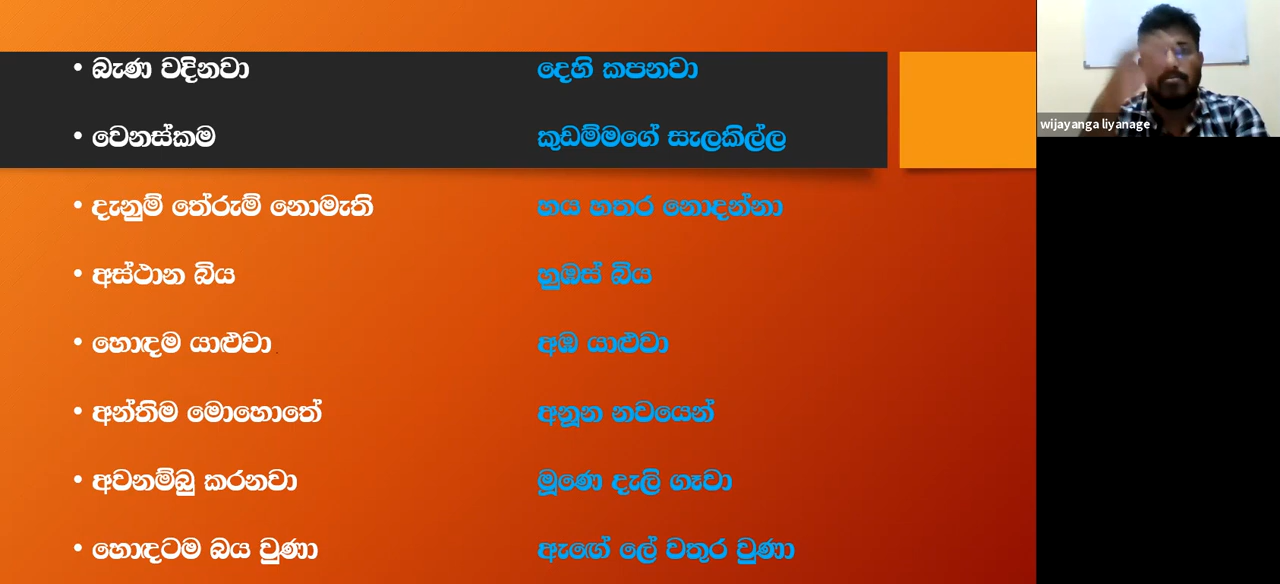 • බැණ වදිනවා දෙහි කපනවා
wijayanga liyanage
• වෙනස්කම කුඩම්මගේ සැලකිල්ල
• දැනුම් තේරුම් නොමැති හය හතර නොදන්නා
• අස්ථාන බිය හුඹස් බිය
• හොඳම යාළුවා අඹ යාළුවා
• අන්තිම මොහොතේ අනූන නවයෙන්
• අවනම්බු කරනවා මූණෙ දැලි ගෑවා
• හොඳටම බය වුණා ඇඟේ ලේ වතුර වුණා